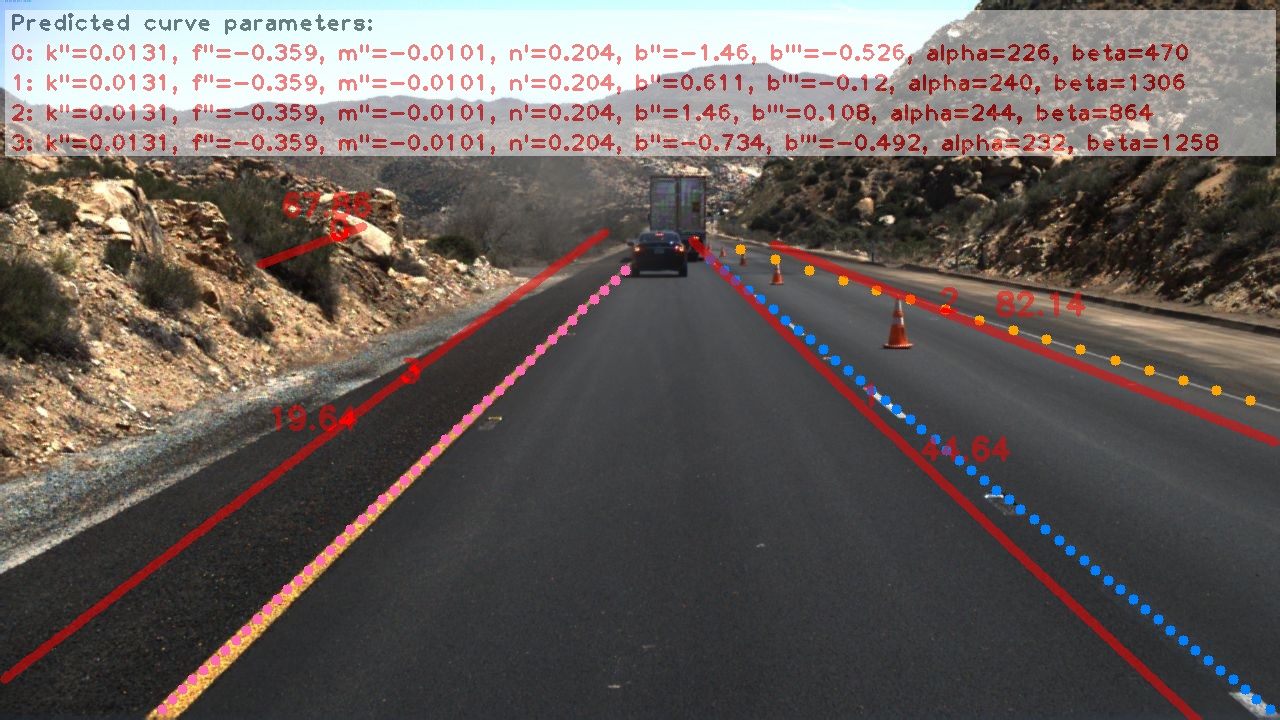 Predicted curve parameters:
0: k''=0.0131, f''=-0.359, m''=-0.0101, n'=0.204, b''=-1.46, b'''=-0.526, alpha=226, beta=470
1: k''=0.0131, f''=-0.359, m''=-0.0101, n'=0.204, b''=0.611, b'''=-0.12, alpha=240, beta=1306
2: k''=0.0131, f''=-0.359, m''=-0.0101, n'=0.204, b''=1.46, b'''=0.108, alpha=244, beta=864
3: k''=0.0131, f''=-0.359, m''=-0.0101, n'=0.204, b''=-0.734, b'''=-0.492, alpha=232, beta=1258
67.66
0
2 82.14
3
1
19.64
44.64